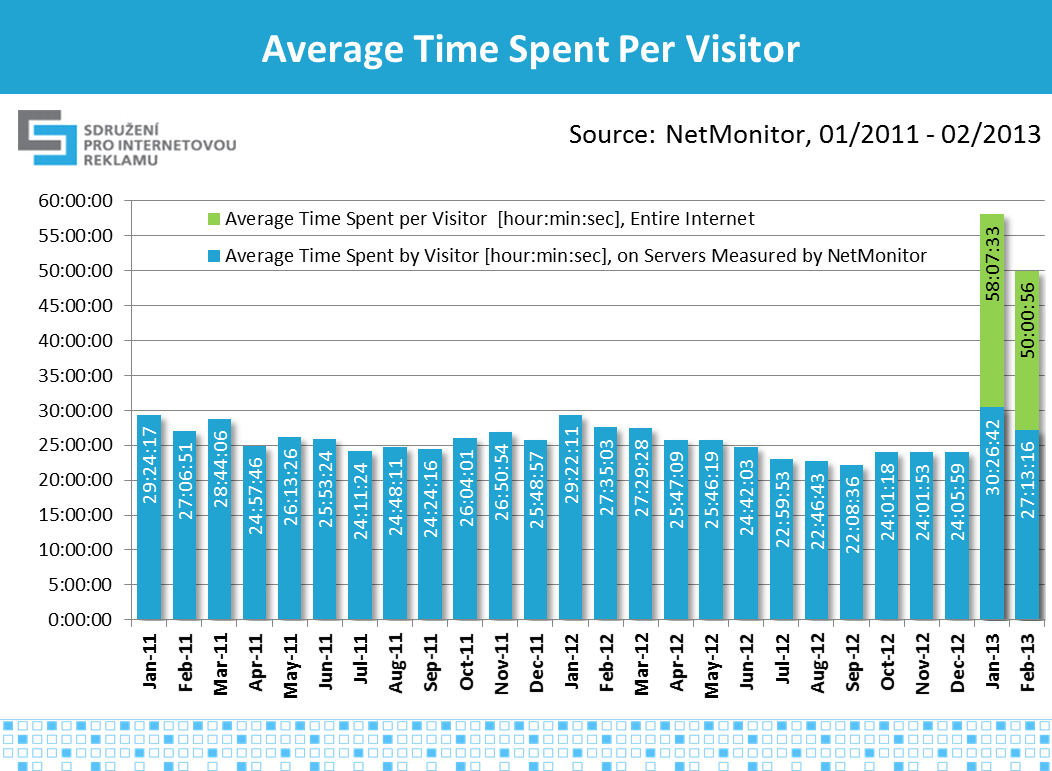 Average Time Spent Per Visitor
SDRUŽENÍ
PRO INTERNETOVOU
REKLAMU
Source: NetMonitor, 01/2011 - 02/2013
60:00:00
55:00:00
50:00:00
45:00:00
40:00:00
35:00:00
30:00:00
25:00:00
20:00:00
15:00:00
10:00:00
5:00:00
0:00:00
Average Time Spent per Visitor [hour:min:sec], Entire Internet
Average Time Spent by Visitor [hour:min:sec], on Servers Measured by NetMonitor
58:07:33
50:00:56
29:24:17
27:06:51
28:44:06
24:57:46
26:13:26
25:53:24
24:11:24
24:48:11
24:24:16
26:04:01
26:50:54
25:48:57
29:22:11
27:35:03
27:29:28
25:47:09
25:46:19
24:42:03
22:59:53
22:46:43
22:08:36
24:01:18
24:01:53
24:05:59
30:26:42
27:13:16
Jan-11
Feb-11
Mar-11
Apr-11
May-11
Jun-11
Jul-11
Aug-11
Sep-11
Oct-11
Nov-11
Dec-11
Jan-12
Feb-12
Mar-12
Apr-12
May-12
Jun-12
Jul-12
Aug-12
Sep-12
Oct-12
Nov-12
Dec-12
Jan-13
Feb-13